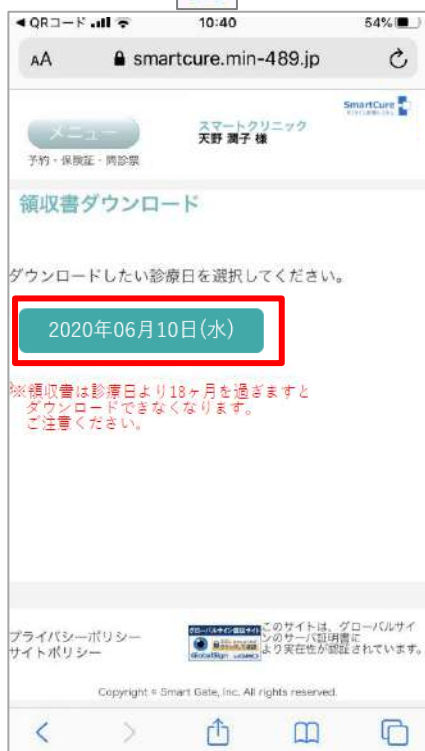 QRコード 10:40 54%
AA smartcure.min-489.jp
SmartCure
メニュー
スマートクリニック
天野 潤子 様
予約・保険証・問診票
領収書ダウンロード
ダウンロードしたい診療日を選択してください。
2020年06月10日(水)
※領収書は診療日より18ヶ月を過ぎますと
ダウンロードできなくなります。
ご注意ください。
プライバシーポリシー
サイトポリシー
GlobalSign
このサイトは、グローバルサイ
ンのサーバ証明書に
より実在性が認証されています。
Copyright © Smart Gate, Inc. All rights reserved.